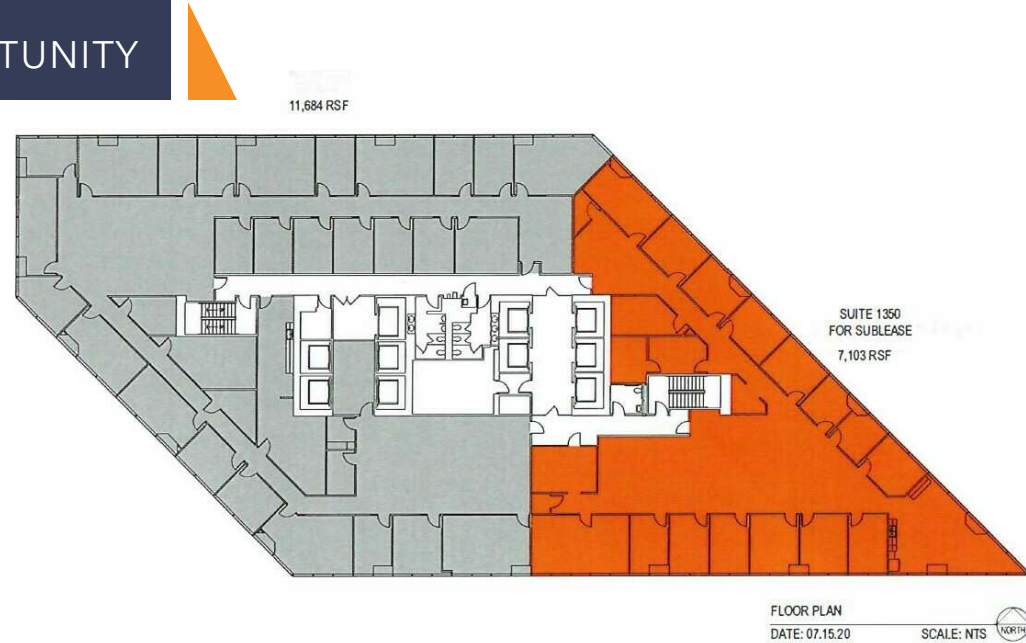 TUNITY
11,684 RSF
SUITE 1350
FOR SUBLEASE
7,103 RSF
FLOOR PLAN
DATE: 07.15.20 SCALE: NTS
NORTH